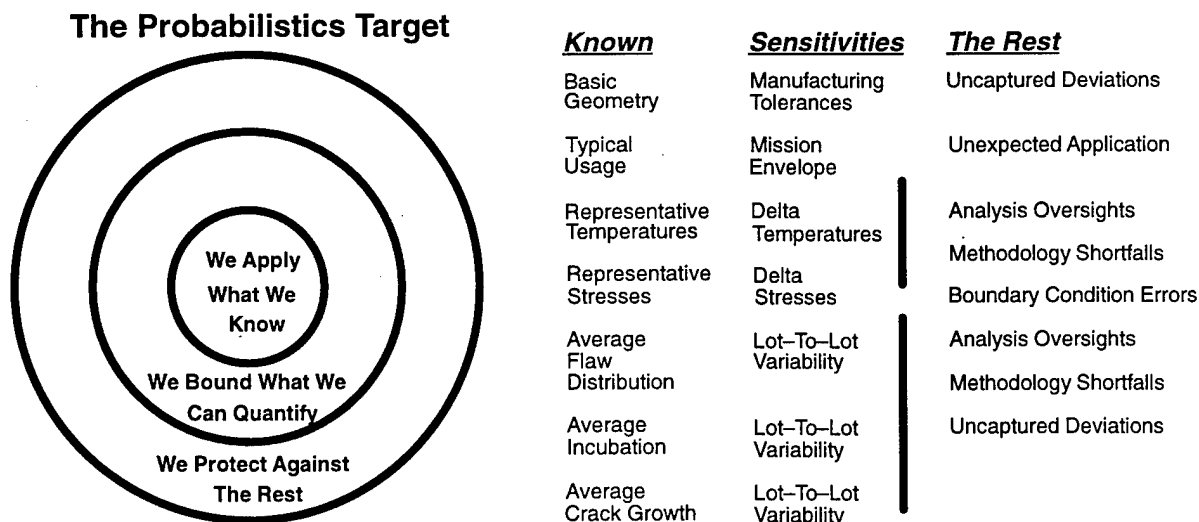 The Probabilistics Target
We Apply
What We
Know
We Bound What We
Can Quantify
We Protect Against
The Rest
Known
Sensitivities
The Rest
Basic
Geometry
Manufacturing
Tolerances
Uncaptured Deviations
Typical
Usage
Mission
Envelope
Unexpected Application
Representative
Temperatures
Delta
Temperatures
Analysis Oversights
Methodology Shortfalls
Representative
Stresses
Delta
Stresses
Boundary Condition Errors
Average
Flaw
Distribution
Lot–To–Lot
Variability
Analysis Oversights
Methodology Shortfalls
Average
Incubation
Lot–To–Lot
Variability
Uncaptured Deviations
Average
Crack Growth
Lot–To–Lot
Variability